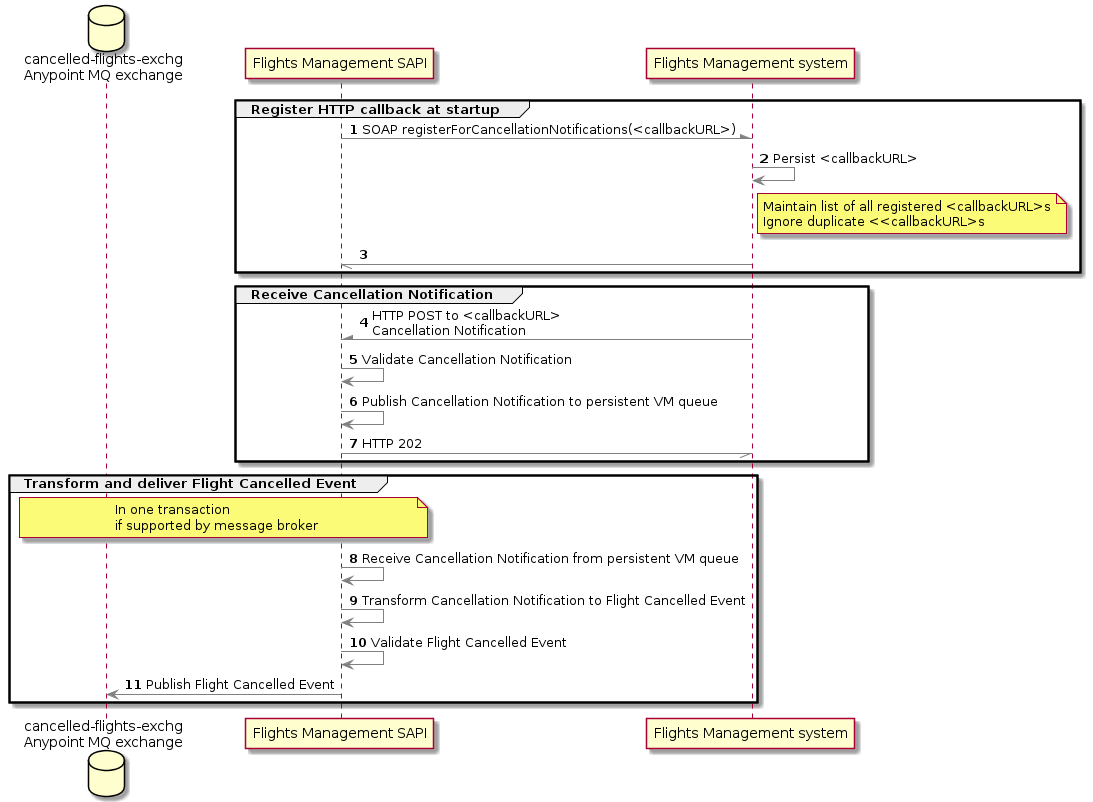 cancelled-flights-exchg
Anypoint MQ exchange
Flights Management SAPI
Flights Management system
Register HTTP callback at startup
1 SOAP registerForCancellationNotifications(<callbackURL>)
2 Persist <callbackURL>
Maintain list of all registered <callbackURL>s
Ignore duplicate <<callbackURL>s
3
Receive Cancellation Notification
4 HTTP POST to <callbackURL>
Cancellation Notification
5 Validate Cancellation Notification
6 Publish Cancellation Notification to persistent VM queue
7 HTTP 202
Transform and deliver Flight Cancelled Event
In one transaction
if supported by message broker
8 Receive Cancellation Notification from persistent VM queue
9 Transform Cancellation Notification to Flight Cancelled Event
10 Validate Flight Cancelled Event
11 Publish Flight Cancelled Event
cancelled-flights-exchg
Anypoint MQ exchange
Flights Management SAPI
Flights Management system